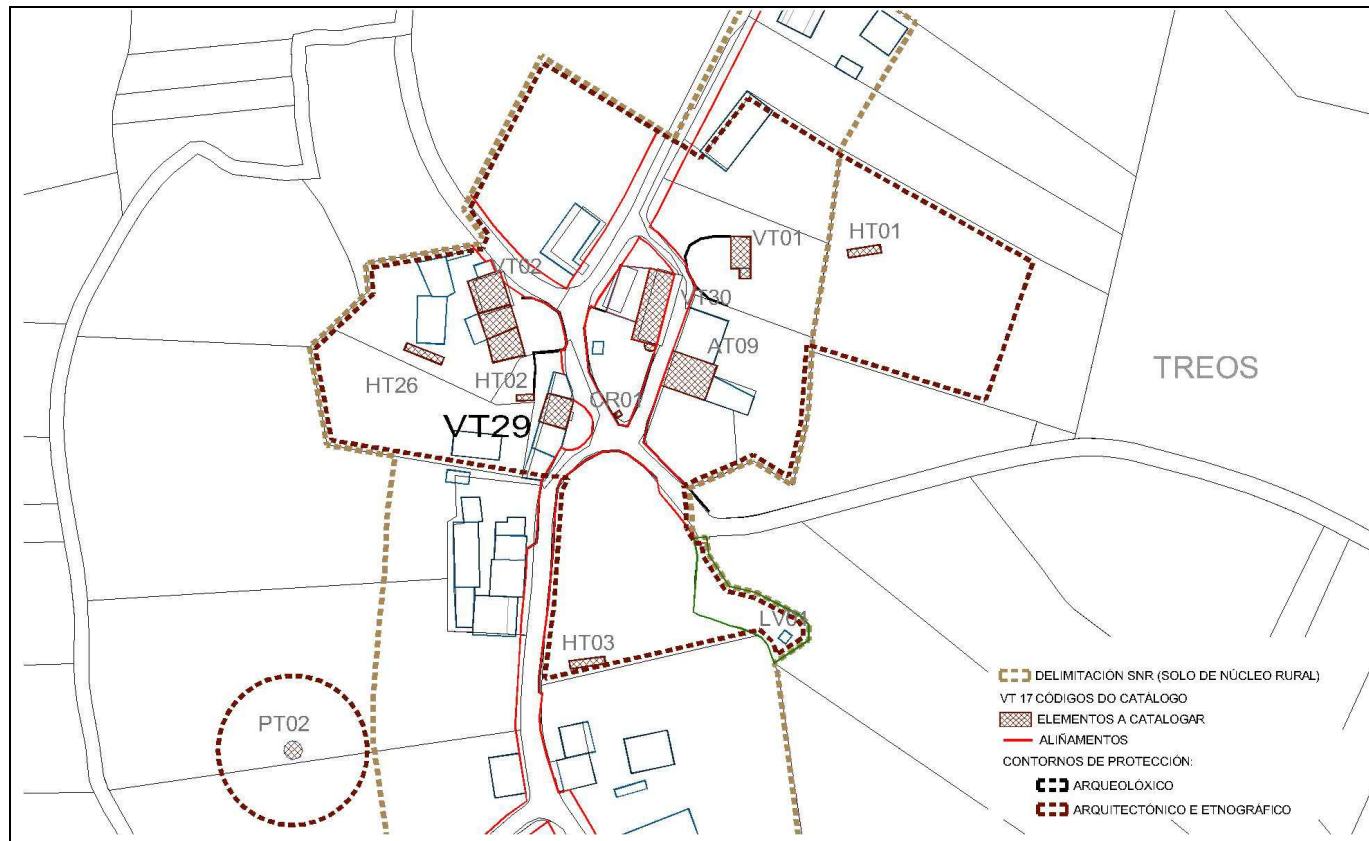 VT02
VT01
HT01
VT30
AT09
HT26
HT02
CR01
VT29
TREOS
HT03
LV01
PT02
DELIMITACIÓN SNR (SOLO DE NÚCLEO RURAL)
VT 17 CÓDIGOS DO CATÁLOGO
ELEMENTOS A CATALOGAR
ALIÑAMENTOS
CONTORNOS DE PROTECCIÓN:
ARQUEOLÓXICO
ARQUITECTÓNICO E ETNOGRÁFICO